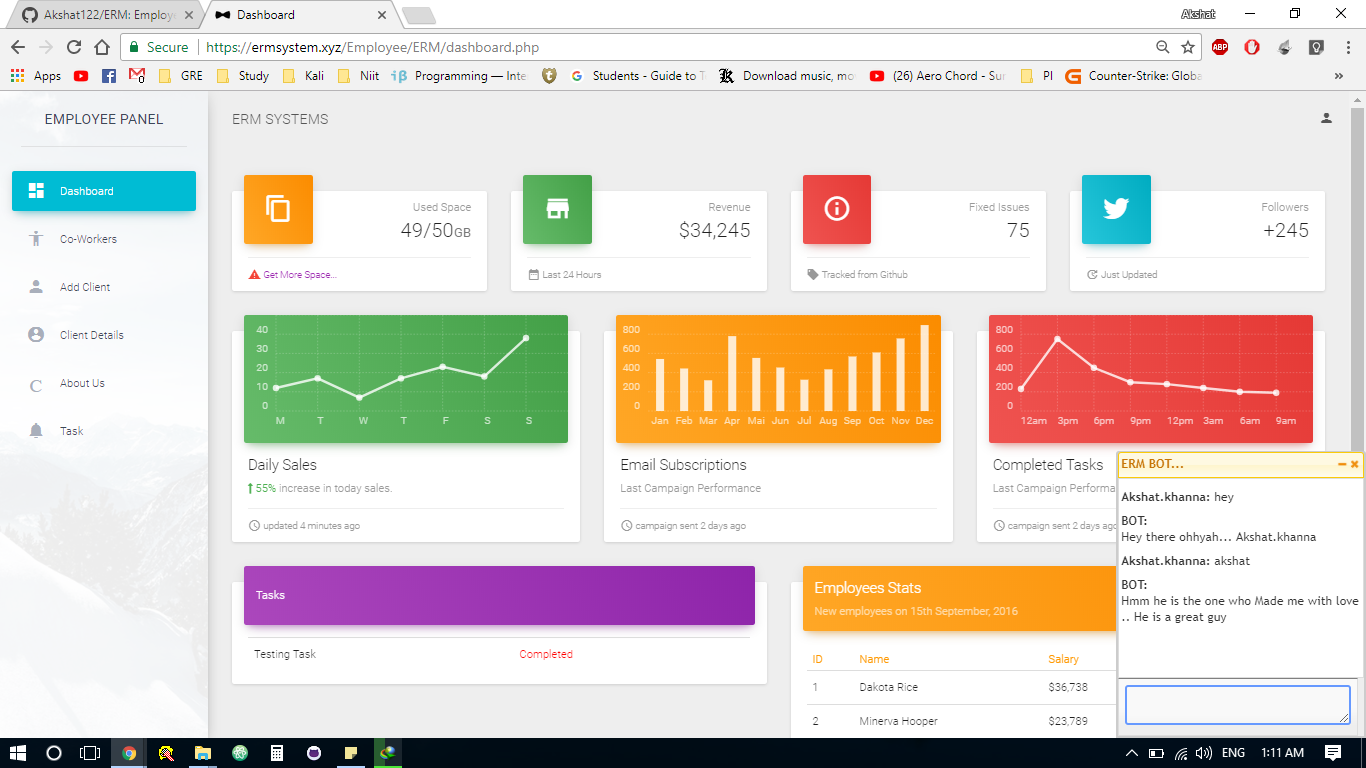 Akshat122/ERM: Employe
Dashboard
Akshat
Secure
https://ermsystem.xyz/Employee/ERM/dashboard.php
ABP
Apps
GRE
Study
Kali
Niit
Programming — Inte
Students - Guide to T
Download music, mo
(26) Aero Chord - Sur
PI
Counter-Strike: Globa
EMPLOYEE PANEL
Dashboard
Co-Workers
Add Client
Client Details
C About Us
Task
ERM SYSTEMS
Used Space
49/50GB
Get More Space...
Revenue
$34,245
Last 24 Hours
Fixed Issues
75
Tracked from Github
Followers
+245
Just Updated
40
30
20
10
0
M T W T F S S
Daily Sales
55% increase in today sales.
updated 4 minutes ago
800
600
400
200
0
Jan Feb Mar Apr Mai Jun Jul Aug Sep Oct Nov Dec
Email Subscriptions
Last Campaign Performance
campaign sent 2 days ago
800
600
400
200
0
12am 3pm 6pm 9pm 12pm 3am 6am 9am
Completed Tasks
Last Campaign Performa
campaign sent 2 days ago
Tasks
Testing Task Completed
Employees Stats
New employees on 15th September, 2016
ID Name Salary
1 Dakota Rice $36,738
2 Minerva Hooper $23,789
ERM BOT...
Akshat.khanna: hey
BOT:
Hey there ohhyah... Akshat.khanna
Akshat.khanna: akshat
BOT:
Hmm he is the one who Made me with love
.. He is a great guy
ENG
1:11 AM